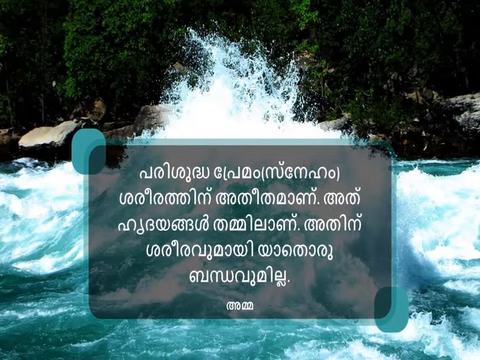 പരിശുദ്ധ പ്രേമം(സ്നേഹം)
ശരീരത്തിന് അതീതമാണ്. അത്
ഹൃദയങ്ങൾ തമ്മിലാണ്. അതിന്
ശരീരവുമായി യാതൊരു
ബന്ധവുമില്ല.
അമ്മ